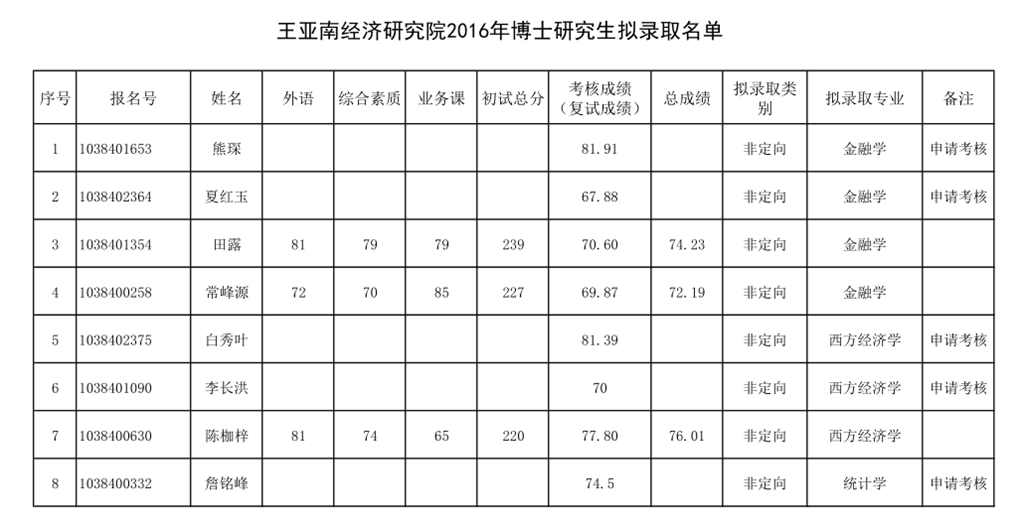 王亚南经济研究院2016年博士研究生拟录取名单
序号 报名号 姓名 外语 综合素质 业务课 初试总分 考核成绩（复试成绩） 总成绩 拟录取类别 拟录取专业 备注
1 1038401653 熊琛 81.91 非定向 金融学 申请考核
2 1038402364 夏红玉 67.88 非定向 金融学 申请考核
3 1038401354 田露 81 79 79 239 70.60 74.23 非定向 金融学
4 1038400258 常峰源 72 70 85 227 69.87 72.19 非定向 金融学
5 1038402375 白秀叶 81.39 非定向 西方经济学 申请考核
6 1038401090 李长洪 70 非定向 西方经济学 申请考核
7 1038400630 陈枷梓 81 74 65 220 77.80 76.01 非定向 西方经济学
8 1038400332 詹铭峰 74.5 非定向 统计学 申请考核